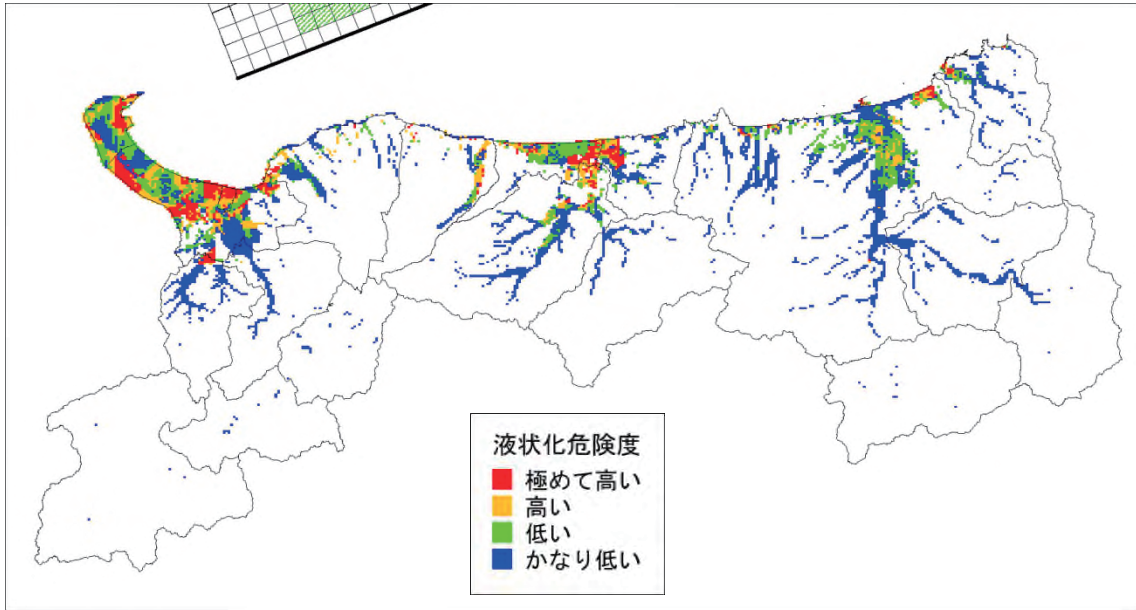 液状化危険度
極めて高い
高い
低い
かなり低い